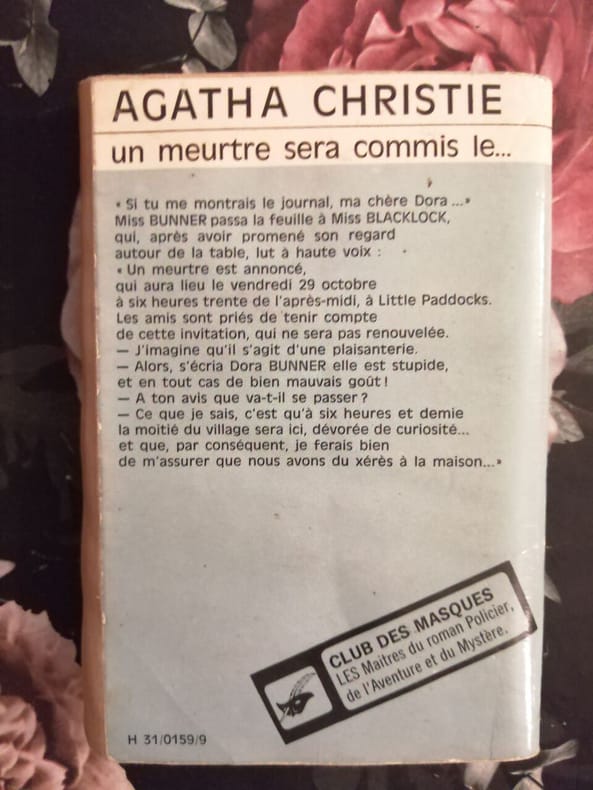 AGATHA CHRISTIE
un meurtre sera commis le...
« Si tu me montrais le journal, ma chère Dora ...»
Miss BUNNER passa la feuille à Miss BLACKLOCK,
qui, après avoir promené son regard
autour de la table, lut à haute voix :
« Un meurtre est annoncé,
qui aura lieu le vendredi 29 octobre
à six heures trente de l'après-midi, à Little Paddocks.
Les amis sont priés de tenir compte
de cette invitation, qui ne sera pas renouvelée.
— J'imagine qu'il s'agit d'une plaisanterie.
— Alors, s'écria Dora BUNNER elle est stupide,
et en tout cas de bien mauvais goût !
— A ton avis que va-t-il se passer ?
— Ce que je sais, c'est qu'à six heures et demie
la moitié du village sera ici, dévorée de curiosité...
et que, par conséquent, je ferais bien
de m'assurer que nous avons du xérès à la maison...»
CLUB DES MASQUES
LES Maîtres du roman Policier,
de l'Aventure et du Mystère.
H 31/0159/9